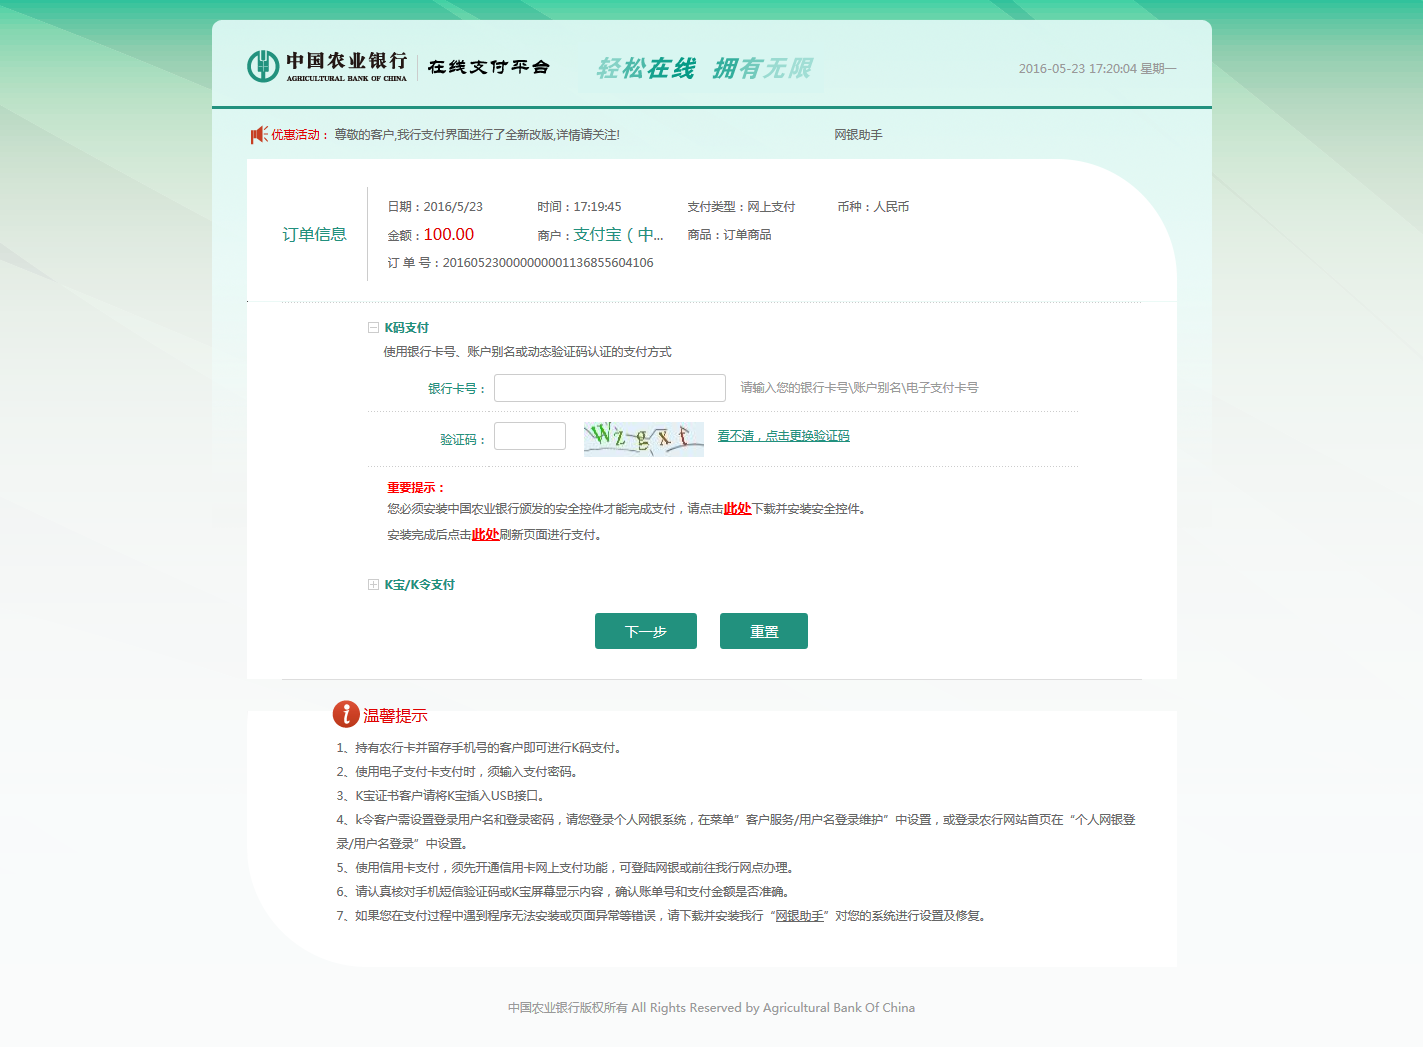 中国农业银行 在线支付平台 轻松在线 拥有无限
AGRICULTURAL BANK OF CHINA
2016-05-23 17:20:04 星期一
优惠活动： 尊敬的客户,我行支付界面进行了全新改版,详情请关注! 网银助手
订单信息
日期：2016/5/23 时间：17:19:45 支付类型：网上支付 币种：人民币
金额：100.00 商户：支付宝（中... 商品：订单商品
订 单 号：20160523000000001136855604106
K码支付
使用银行卡号、账户别名或动态验证码认证的支付方式
银行卡号： 请输入您的银行卡号\账户别名\电子支付卡号
验证码： Wzgxt 看不清，点击更换验证码
重要提示：
您必须安装中国农业银行颁发的安全控件才能完成支付，请点击此处下载并安装安全控件。
安装完成后点击此处刷新页面进行支付。
K宝/K令支付
下一步 重置
温馨提示
1、持有农行卡并留存手机号的客户即可进行K码支付。
2、使用电子支付卡支付时，须输入支付密码。
3、K宝证书客户请将K宝插入USB接口。
4、k令客户需设置登录用户名和登录密码，请您登录个人网银系统，在菜单”客户服务/用户名登录维护”中设置，或登录农行网站首页在“个人网银登
录/用户名登录”中设置。
5、使用信用卡支付，须先开通信用卡网上支付功能，可登陆网银或前往我行网点办理。
6、请认真核对手机短信验证码或K宝屏幕显示内容，确认账单号和支付金额是否准确。
7、如果您在支付过程中遇到程序无法安装或页面异常等错误，请下载并安装我行“网银助手”对您的系统进行设置及修复。
中国农业银行版权所有 All Rights Reserved by Agricultural Bank Of China